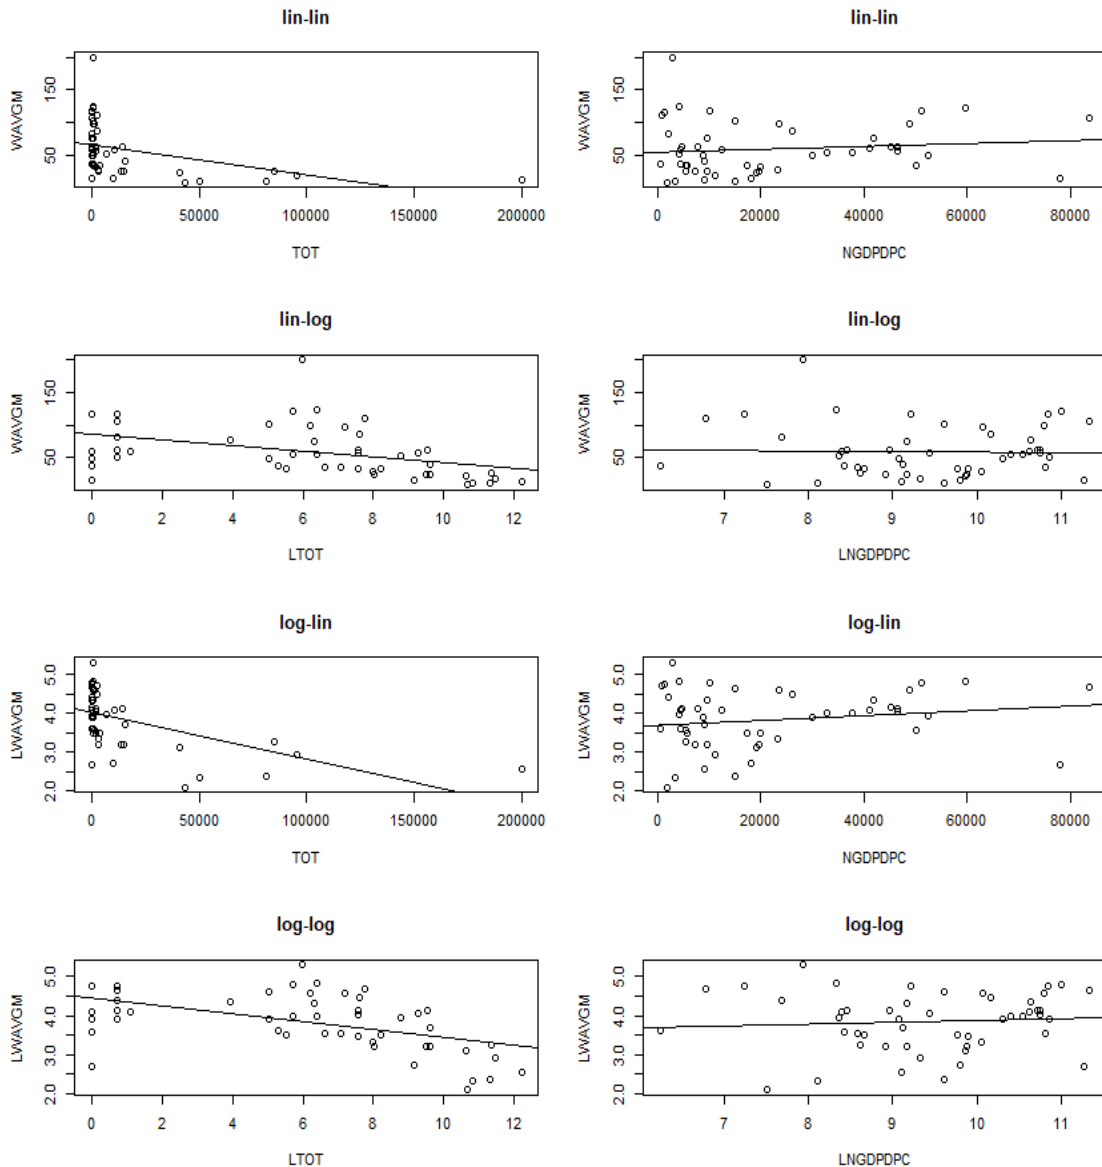 lin-lin
WAVGM
150
50
0 50000 100000 150000 200000
TOT
lin-lin
WAVGM
150
50
0 20000 40000 60000 80000
NGDPDPC
lin-log
WAVGM
150
50
0 2 4 6 8 10 12
LTOT
lin-log
WAVGM
150
50
7 8 9 10 11
LNGDPDPC
log-lin
LWAVGM
5.0
4.0
3.0
2.0
0 50000 100000 150000 200000
TOT
log-lin
LWAVGM
5.0
4.0
3.0
2.0
0 20000 40000 60000 80000
NGDPDPC
log-log
LWAVGM
5.0
4.0
3.0
2.0
0 2 4 6 8 10 12
LTOT
log-log
LWAVGM
5.0
4.0
3.0
2.0
7 8 9 10 11
LNGDPDPC